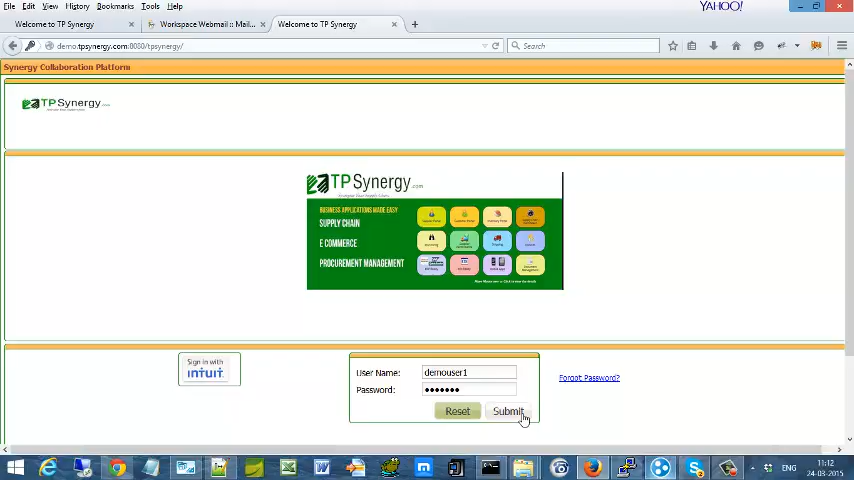 File Edit View History Bookmarks Tools Help
YAHOO!
Welcome to TP Synergy
Workspace Webmail :: Mail...
Welcome to TP Synergy
demo.tpsynergy.com:8080/tpsynergy/
Search
Synergy Collaboration Platform
TPSynergy.com
TPSynergy.com
BUSINESS APPLICATIONS MADE EASY
SUPPLY CHAIN
E COMMERCE
PROCUREMENT MANAGEMENT
Sign in with
intuit
User Name: demouser1
Password:
Forgot Password?
Reset Submit
ENG
11:12
24-03-2015